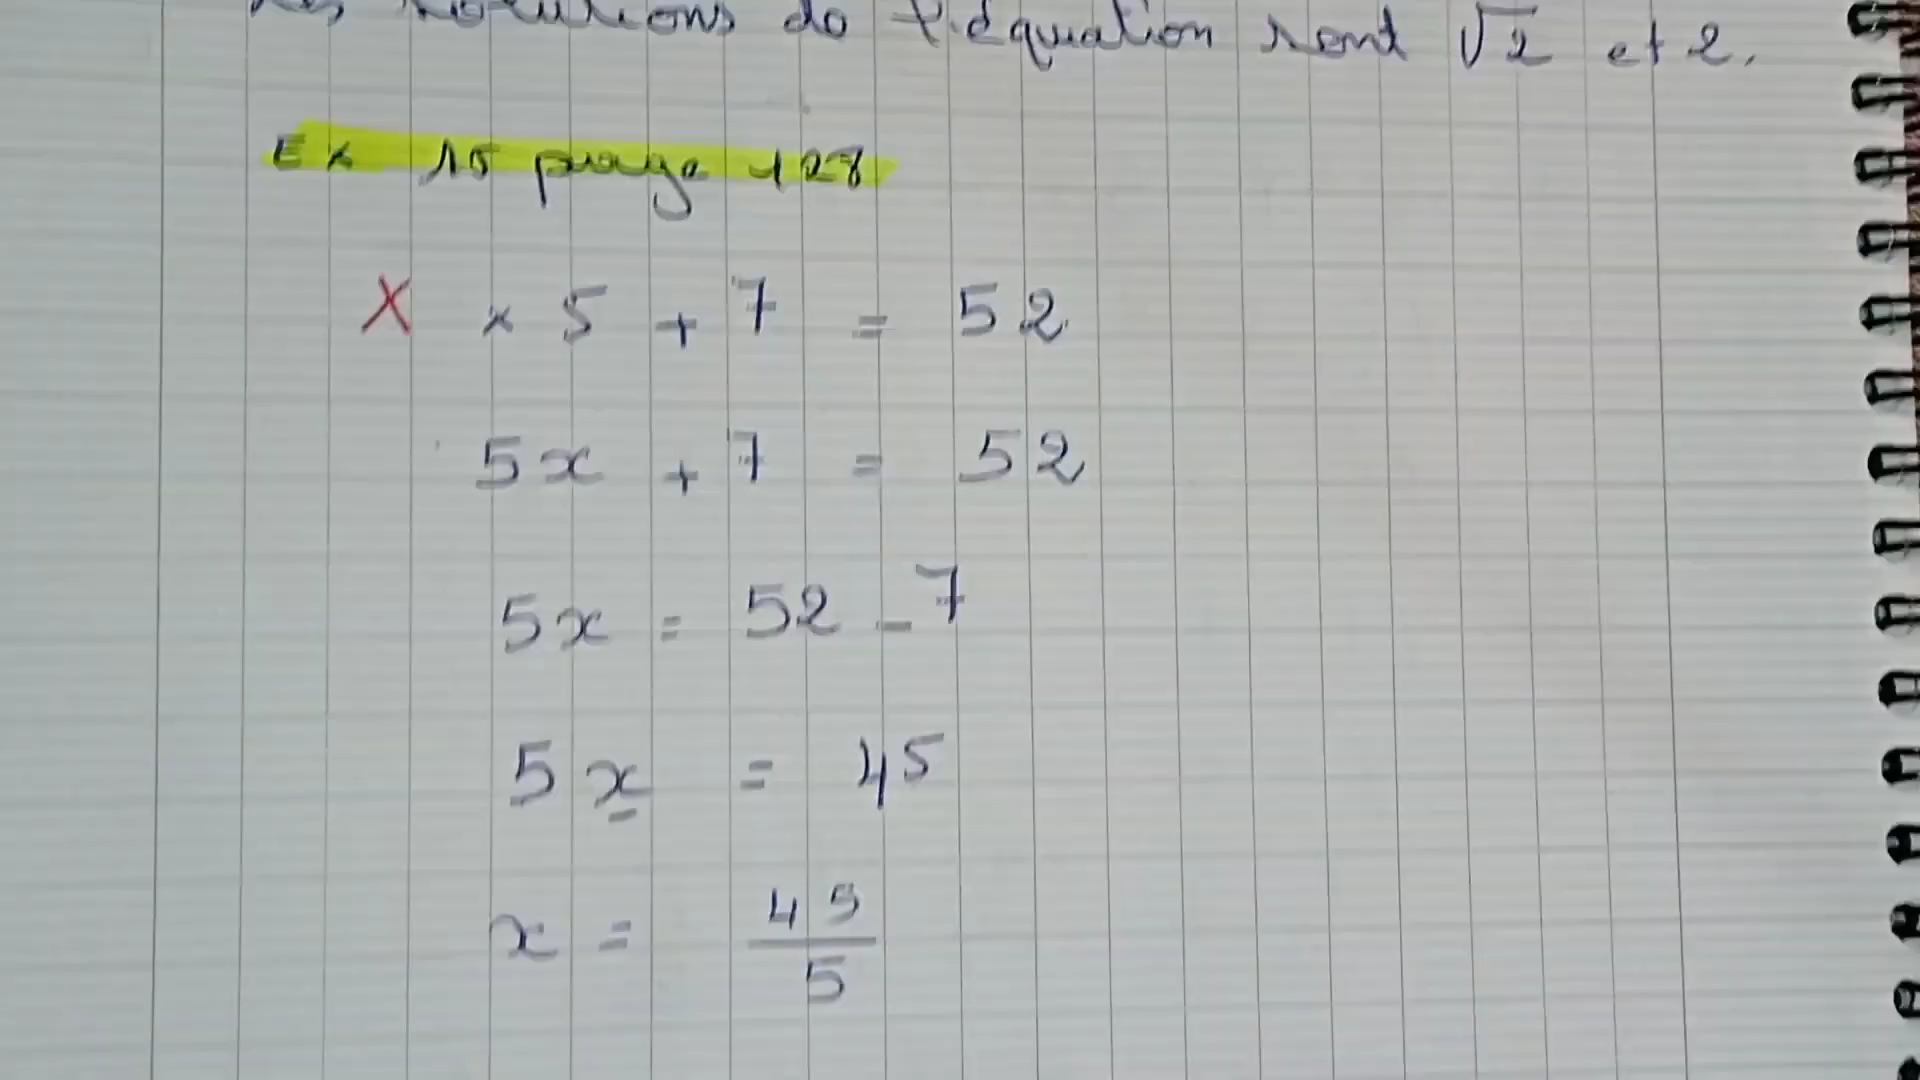 Les solutions de l'équation sont √2 et 2.
Ex 15 page 128
X × 5 + 7 = 52
5x + 7 = 52
5x = 52 - 7
5x = 45
x = 45/5